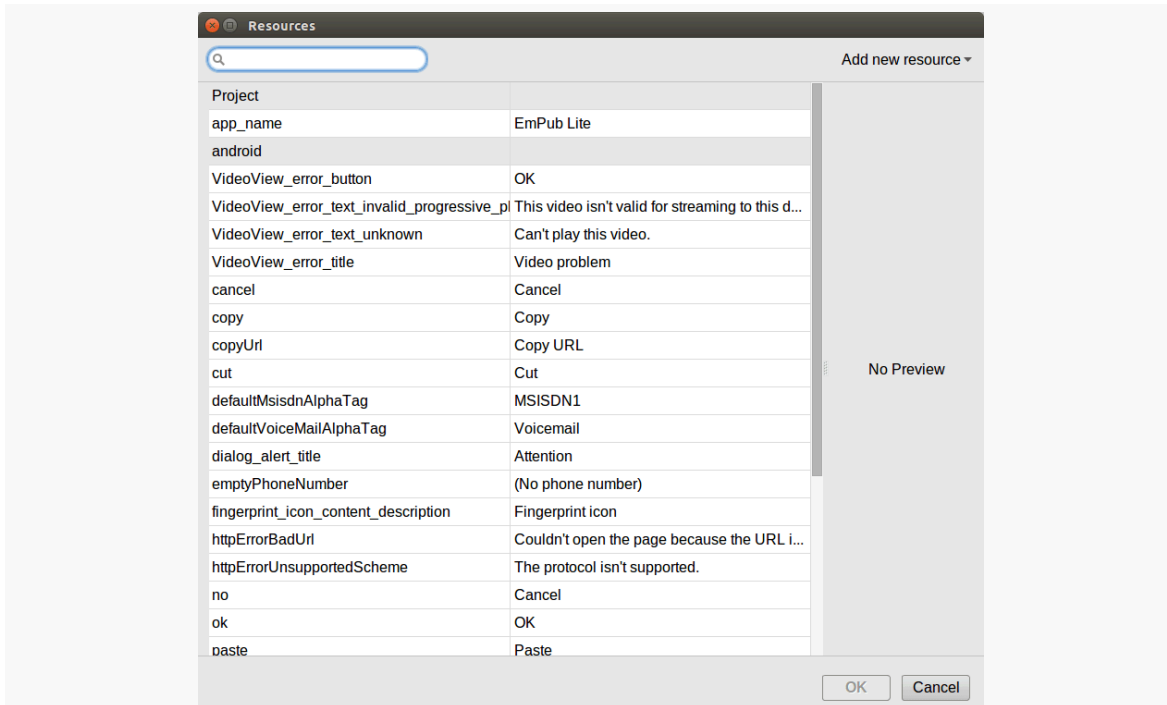 Resources
Add new resource
Project
app_name EmPub Lite
android
VideoView_error_button OK
VideoView_error_text_invalid_progressive_pl This video isn't valid for streaming to this d...
VideoView_error_text_unknown Can't play this video.
VideoView_error_title Video problem
cancel Cancel
copy Copy
copyUrl Copy URL
cut Cut
defaultMsisdnAlphaTag MSISDN1
defaultVoiceMailAlphaTag Voicemail
dialog_alert_title Attention
emptyPhoneNumber (No phone number)
fingerprint_icon_content_description Fingerprint icon
httpErrorBadUrl Couldn't open the page because the URL i...
httpErrorUnsupportedScheme The protocol isn't supported.
no Cancel
ok OK
paste Paste
No Preview
OK Cancel